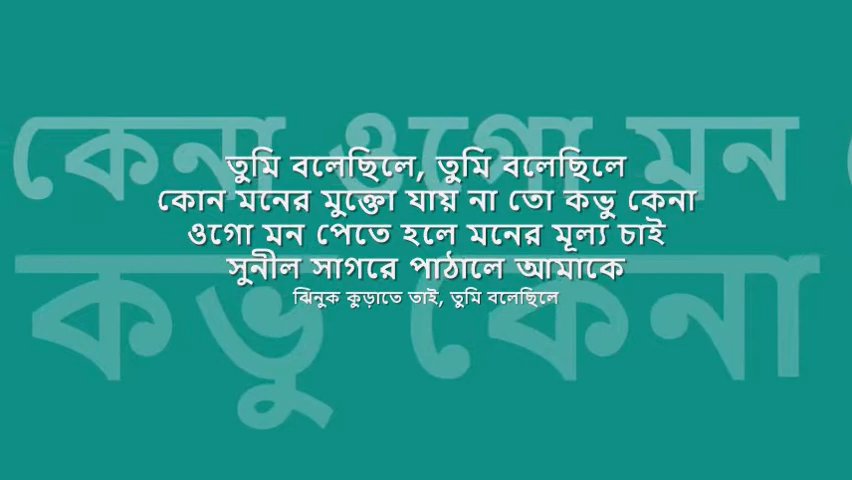 কেনা ওগো মন
তুমি বলেছিলে, তুমি বলেছিলে
কোন মনের মুক্তো যায় না তো কভু কেনা
ওগো মন পেতে হলে মনের মূল্য চাই
সুনীল সাগরে পাঠালে আমাকে
ঝিনুক কুড়াতে তাই, তুমি বলেছিলে
কভু কেনা